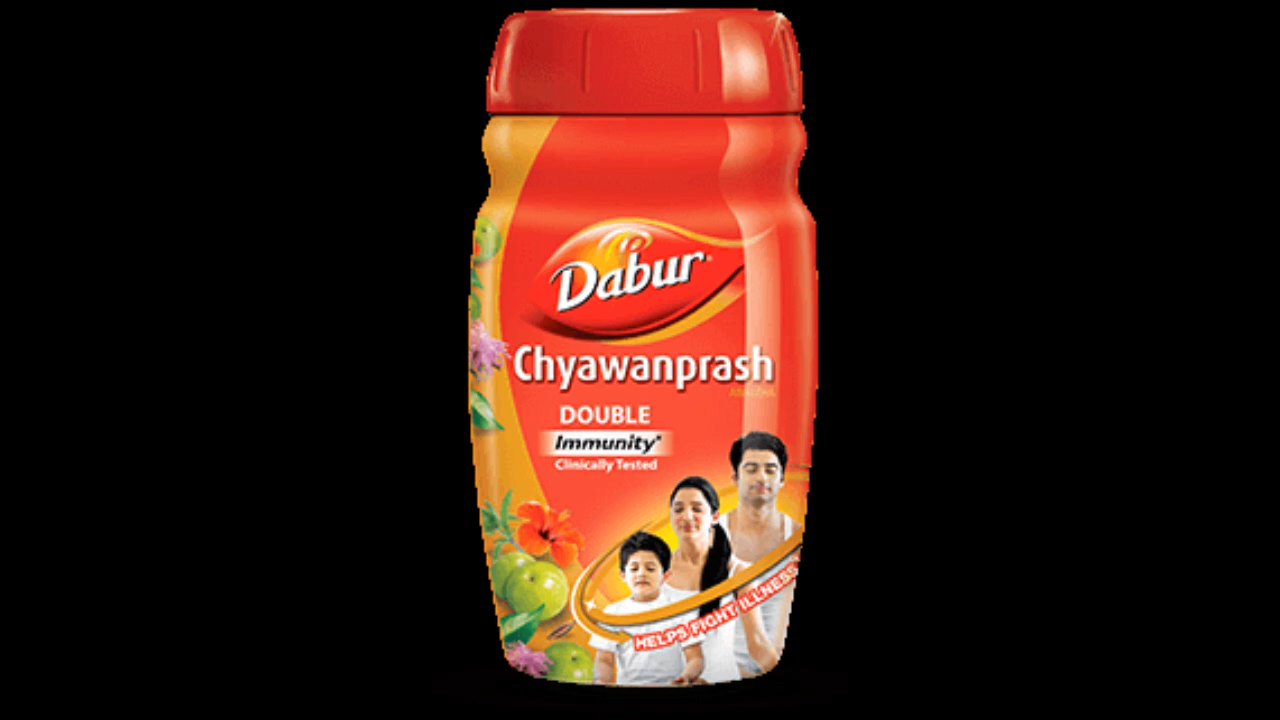 Dabur
Chyawanprash
DOUBLE
Immunity*
Clinically Tested
HELPS FIGHT ILLNESS